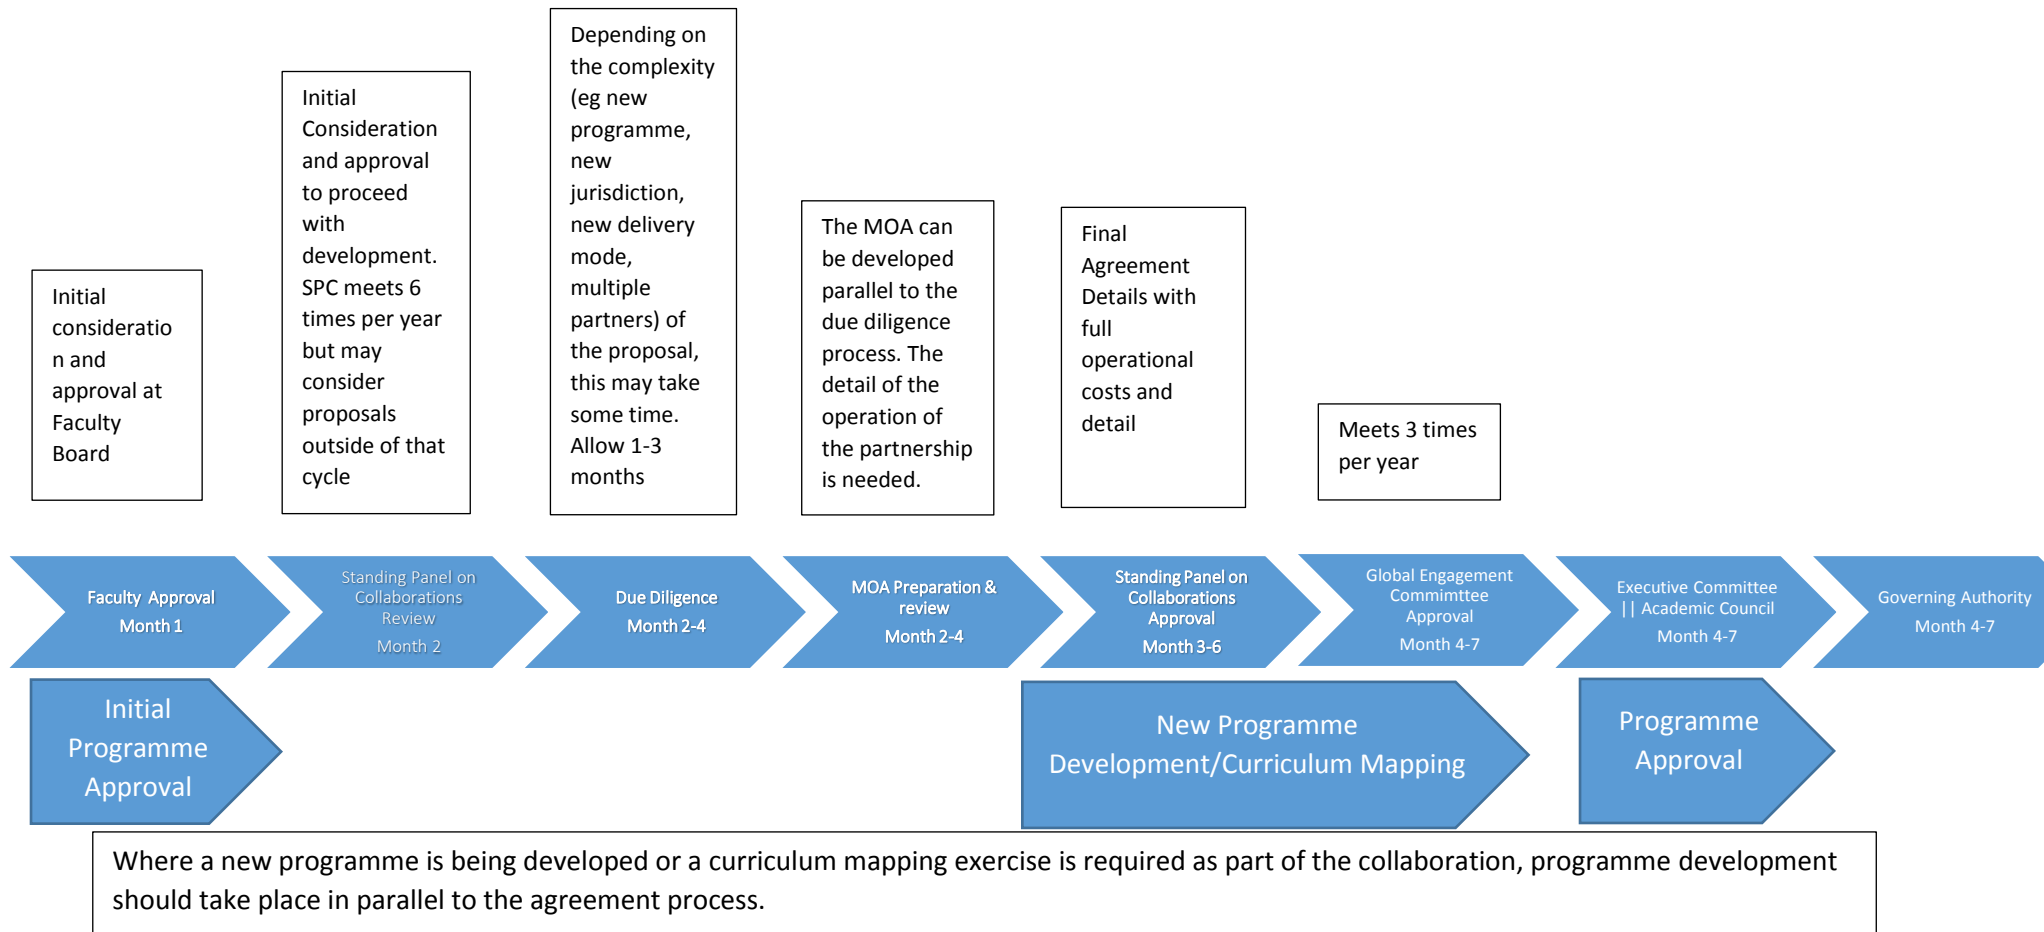 Initial
consideratio
n and
approval at
Faculty
Board
Initial
Consideration
and approval
to proceed
with
development.
SPC meets 6
times per year
but may
consider
proposals
outside of that
cycle
Depending on
the complexity
(eg new
programme,
new
jurisdiction,
new delivery
mode,
multiple
partners) of
the proposal,
this may take
some time.
Allow 1-3
months
The MOA can
be developed
parallel to the
due diligence
process. The
detail of the
operation of
the partnership
is needed.
Final
Agreement
Details with
full
operational
costs and
detail
Meets 3 times
per year
Faculty Approval
Month 1
Standing Panel on
Collaborations
Review
Month 2
Due Diligence
Month 2-4
MOA Preparation &
review
Month 2-4
Standing Panel on
Collaborations
Approval
Month 3-6
Global Engagement
Commimttee
Approval
Month 4-7
Executive Committee
|| Academic Council
Month 4-7
Governing Authority
Month 4-7
Initial
Programme
Approval
New Programme
Development/Curriculum Mapping
Programme
Approval
Where a new programme is being developed or a curriculum mapping exercise is required as part of the collaboration, programme development
should take place in parallel to the agreement process.